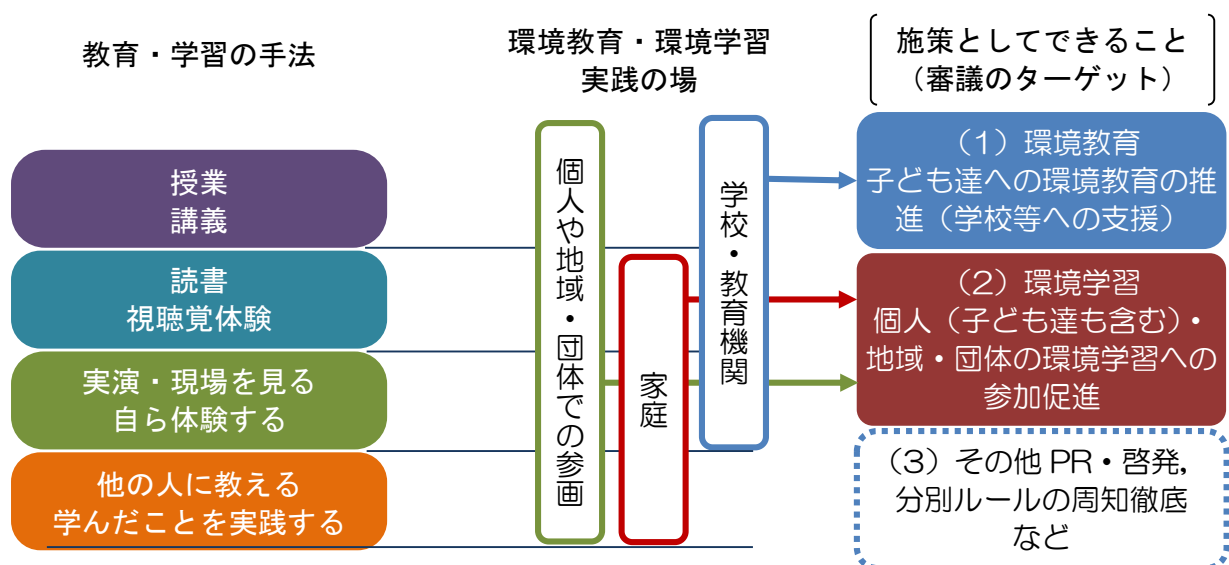 教育・学習の手法
環境教育・環境学習
実践の場
施策としてできること
(審議のターゲット)
授業
講義
読書
視聴覚体験
実演・現場を見る
自ら体験する
他の人に教える
学んだことを実践する
個人や地域・団体での参画
家庭
学校・教育機関
(1)環境教育
子ども達への環境教育の推
進(学校等への支援)
(2)環境学習
個人(子ども達も含む)・
地域・団体の環境学習への
参加促進
(3)その他 PR・啓発,
分別ルールの周知徹底
など